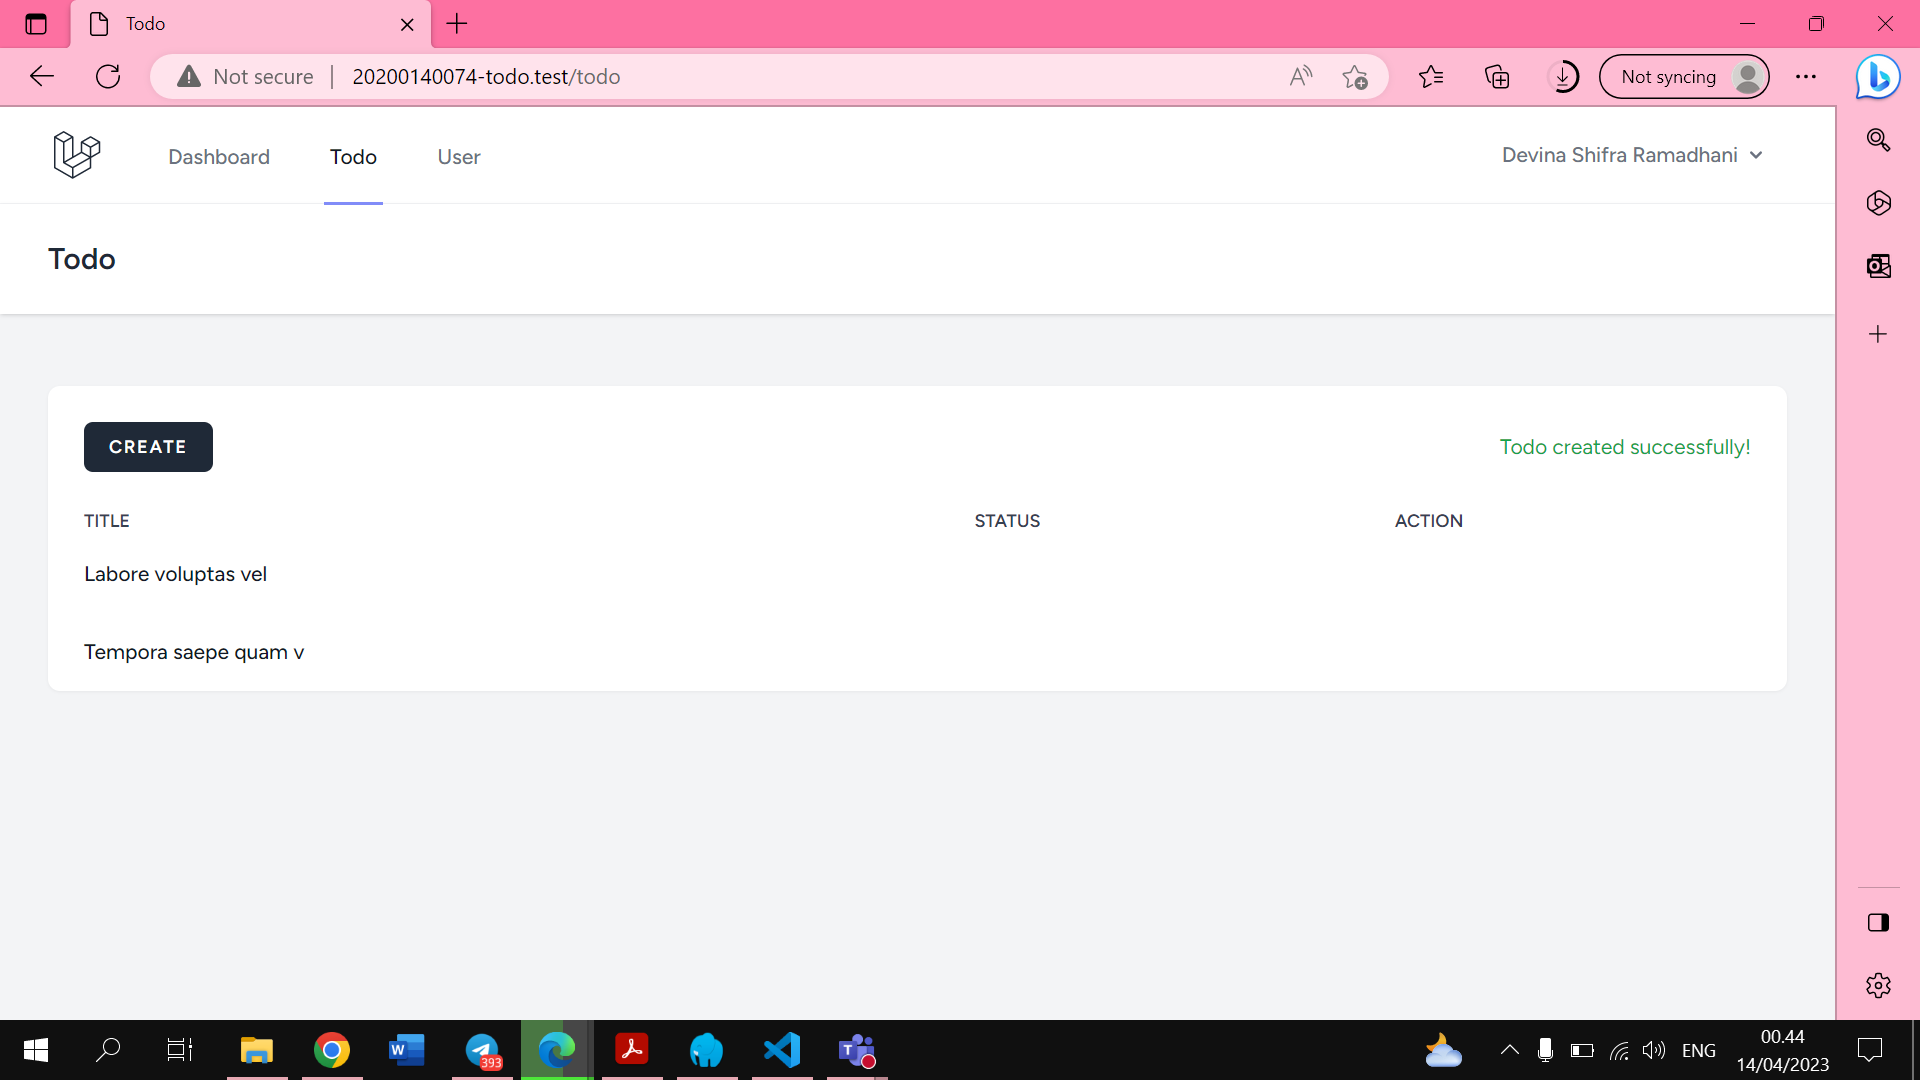 Todo
Not secure
20200140074-todo.test/todo
Not syncing
Dashboard
Todo
User
Devina Shifra Ramadhani
Todo
CREATE
Todo created successfully!
TITLE
STATUS
ACTION
Labore voluptas vel
Tempora saepe quam v
393
ENG
00.44
14/04/2023